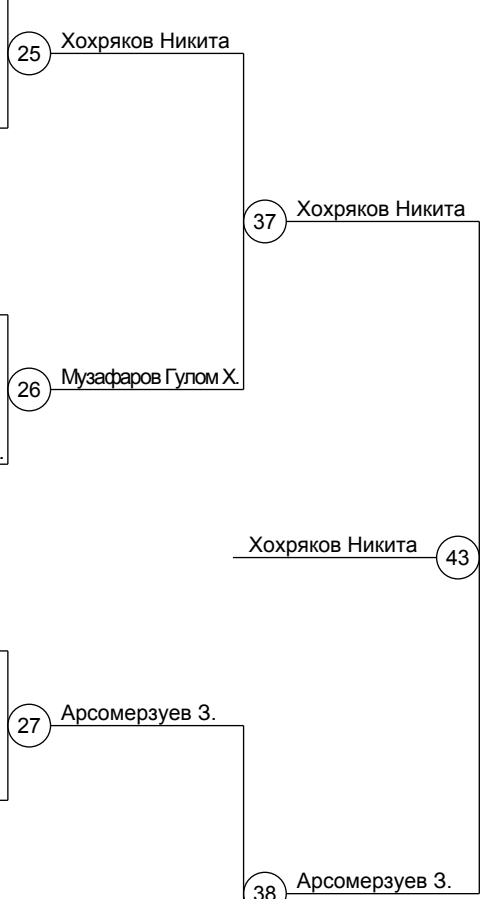 25
Хохряков Никита
37
Хохряков Никита
26
Музафаров Гулом Х.
.
Хохряков Никита
43
27
Арсомерзуев З.
38
Арсомерзуев З.